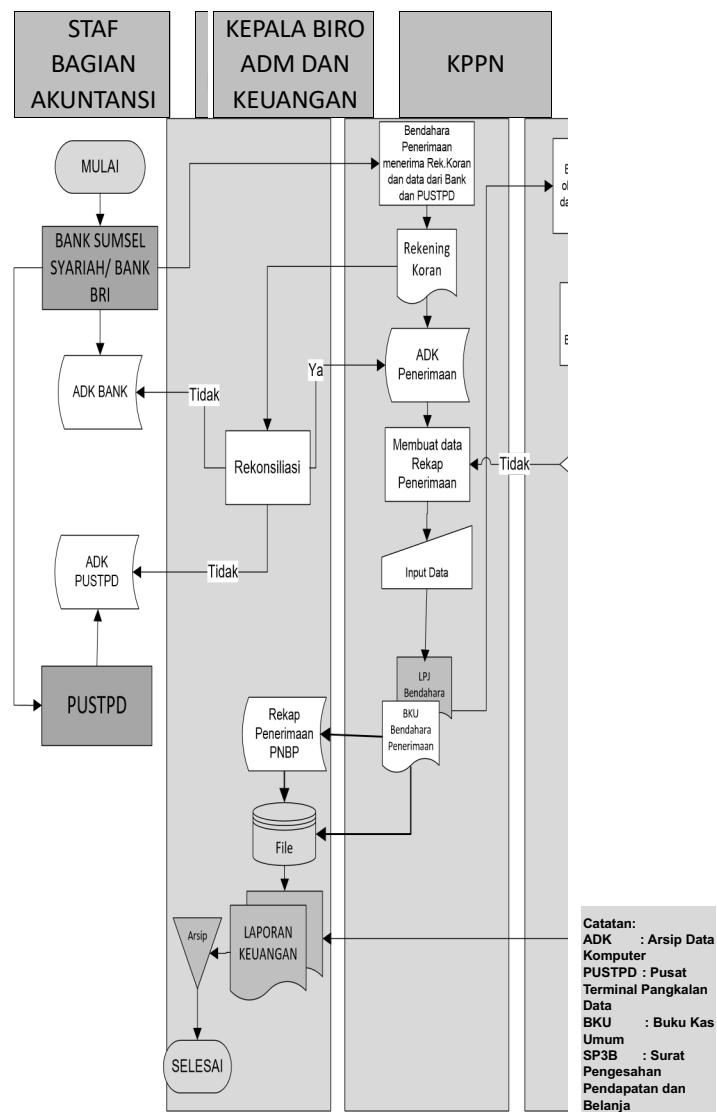 STAF
BAGIAN
AKUNTANSI
KEPALA BIRO
ADM DAN
KEUANGAN
KPPN
MULAI
BANK SUMSEL
SYARIAH/ BANK
BRI
ADK BANK
Tidak
ADK
PUSTPD
Tidak
PUSTPD
Rekonsiliasi
Ya
Bendahara
Penerimaan
menerima Rek.Koran
dan data dari Bank
dan PUSTPD
Rekening
Koran
ADK
Penerimaan
Membuat data
Rekap
Penerimaan
Tidak
Input Data
LPJ
Bendahara
BKU
Bendahara
Penerimaan
Rekap
Penerimaan
PNBP
File
LAPORAN
KEUANGAN
Arsip
SELESAI
Catatan:
ADK : Arsip Data
Komputer
PUSTPD : Pusat
Terminal Pangkalan
Data
BKU : Buku Kas
Umum
SP3B : Surat
Pengesahan
Pendapatan dan
Belanja